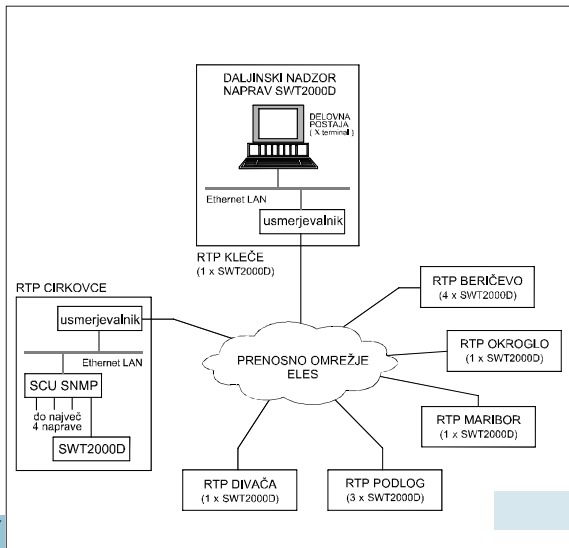 DALJINSKI NADZOR
NAPRAV SWT2000D
DELOVNA
POSTAJA
( X terminal )
Ethernet LAN
usmerjevalnik
RTP KLEČE
(1 x SWT2000D)
RTP CIRKOVCE
usmerjevalnik
Ethernet LAN
SCU SNMP
do največ
4 naprave
SWT2000D
PRENOSNO OMREŽJE
ELES
RTP BERIČEVO
(4 x SWT2000D)
RTP OKROGLO
(1 x SWT2000D)
RTP MARIBOR
(1 x SWT2000D)
RTP DIVAČA
(1 x SWT2000D)
RTP PODLOG
(3 x SWT2000D)